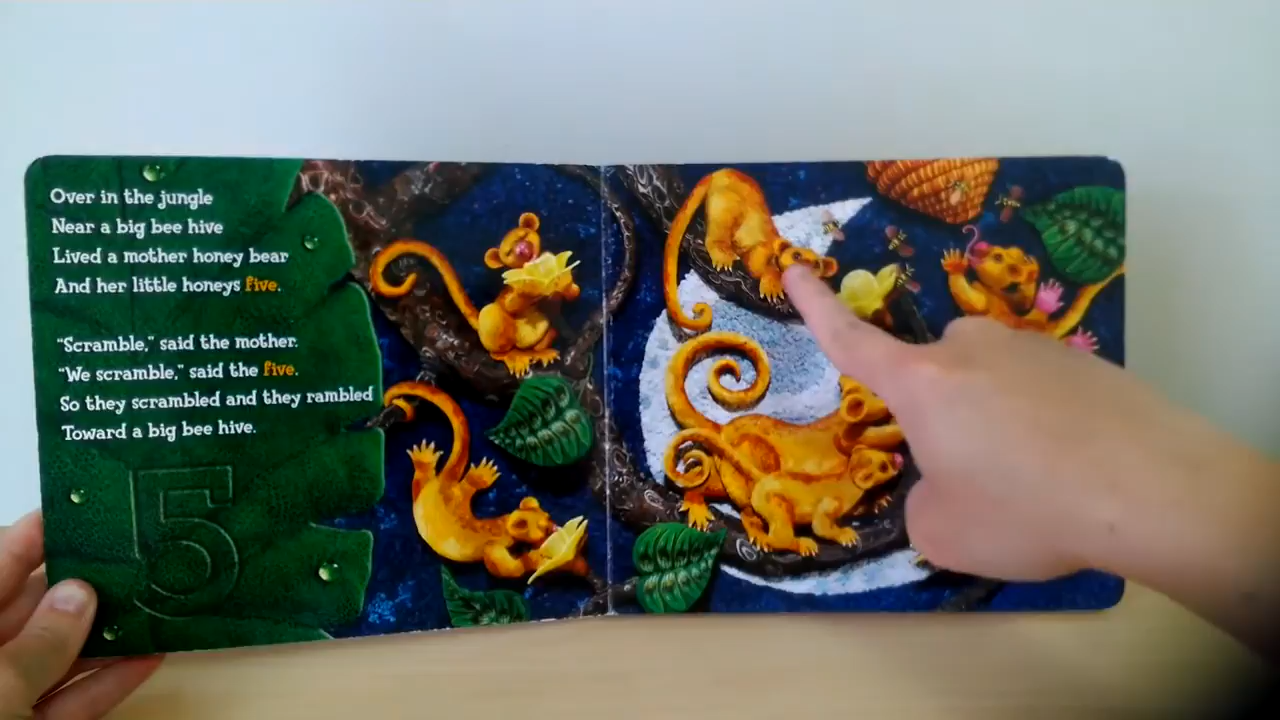 Over in the jungle
Near a big bee hive
Lived a mother honey bear
And her little honeys five.
"Scramble," said the mother.
"We scramble," said the five.
So they scrambled and they rambled
Toward a big bee hive.
5